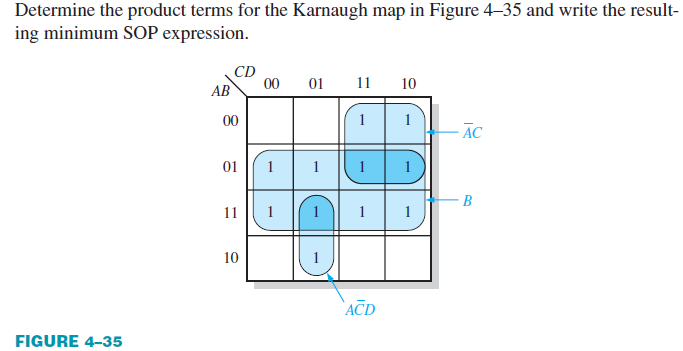 Determine the product terms for the Karnaugh map in Figure 4–35 and write the result-
ing minimum SOP expression.
CD
AB
00 01 11 10
00 1 1
A̅C
01 1 1 1 1
B
11 1 1 1 1
10 1
AC̅D
FIGURE 4–35